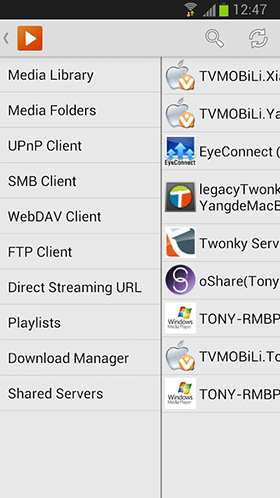 12:47
Media Library
Media Folders
UPnP Client
SMB Client
WebDAV Client
FTP Client
Direct Streaming URL
Playlists
Download Manager
Shared Servers
TVMOBiLi.Xia
TVMOBiLi.Ya
EyeConnect
EyeConnect (
legacyTwonk
YangdeMacB
Twonky Serv
oShare(Tony
Windows
Media Player
TONY-RMBP
TVMOBiLi.To
Windows
Media Player
TONY-RMBP